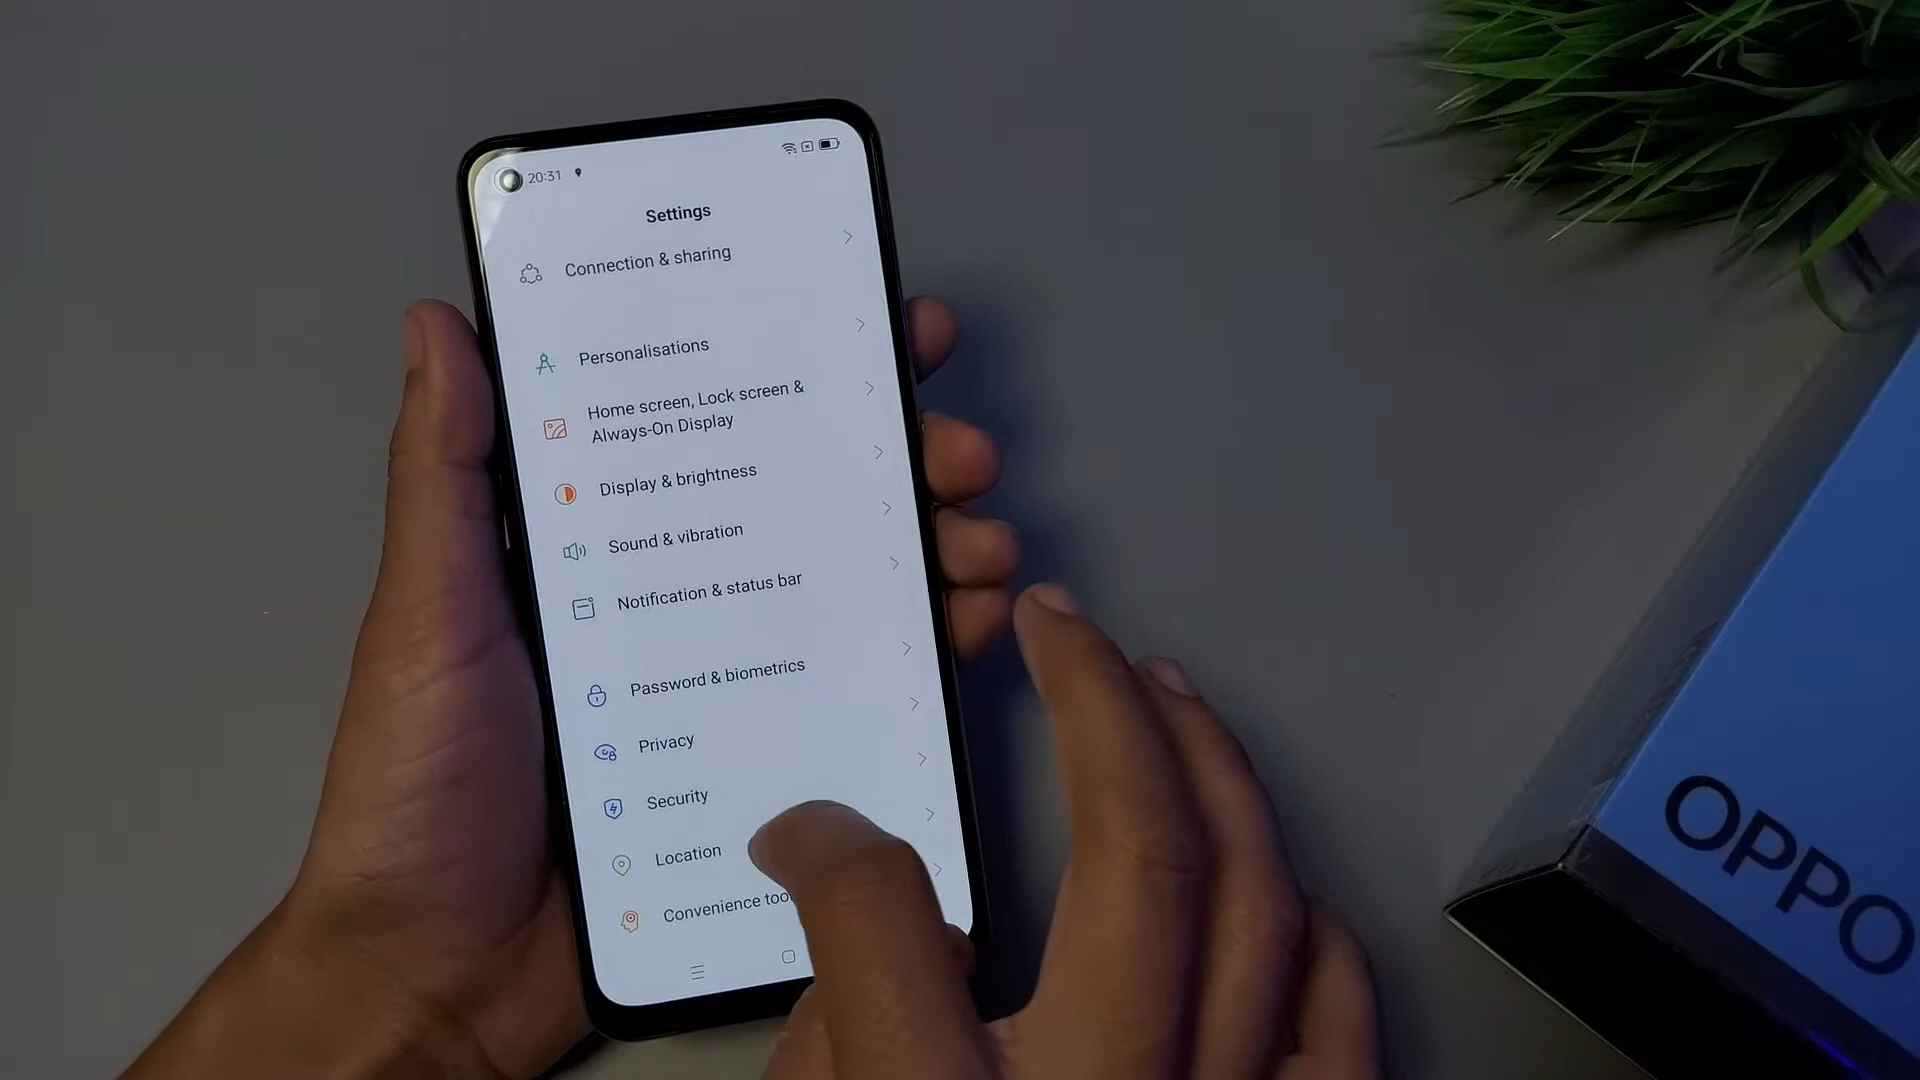 20:31
Settings
Connection & sharing
Personalisations
Home screen, Lock screen &
Always-On Display
Display & brightness
Sound & vibration
Notification & status bar
Password & biometrics
Privacy
Security
Location
Convenience
OPPO